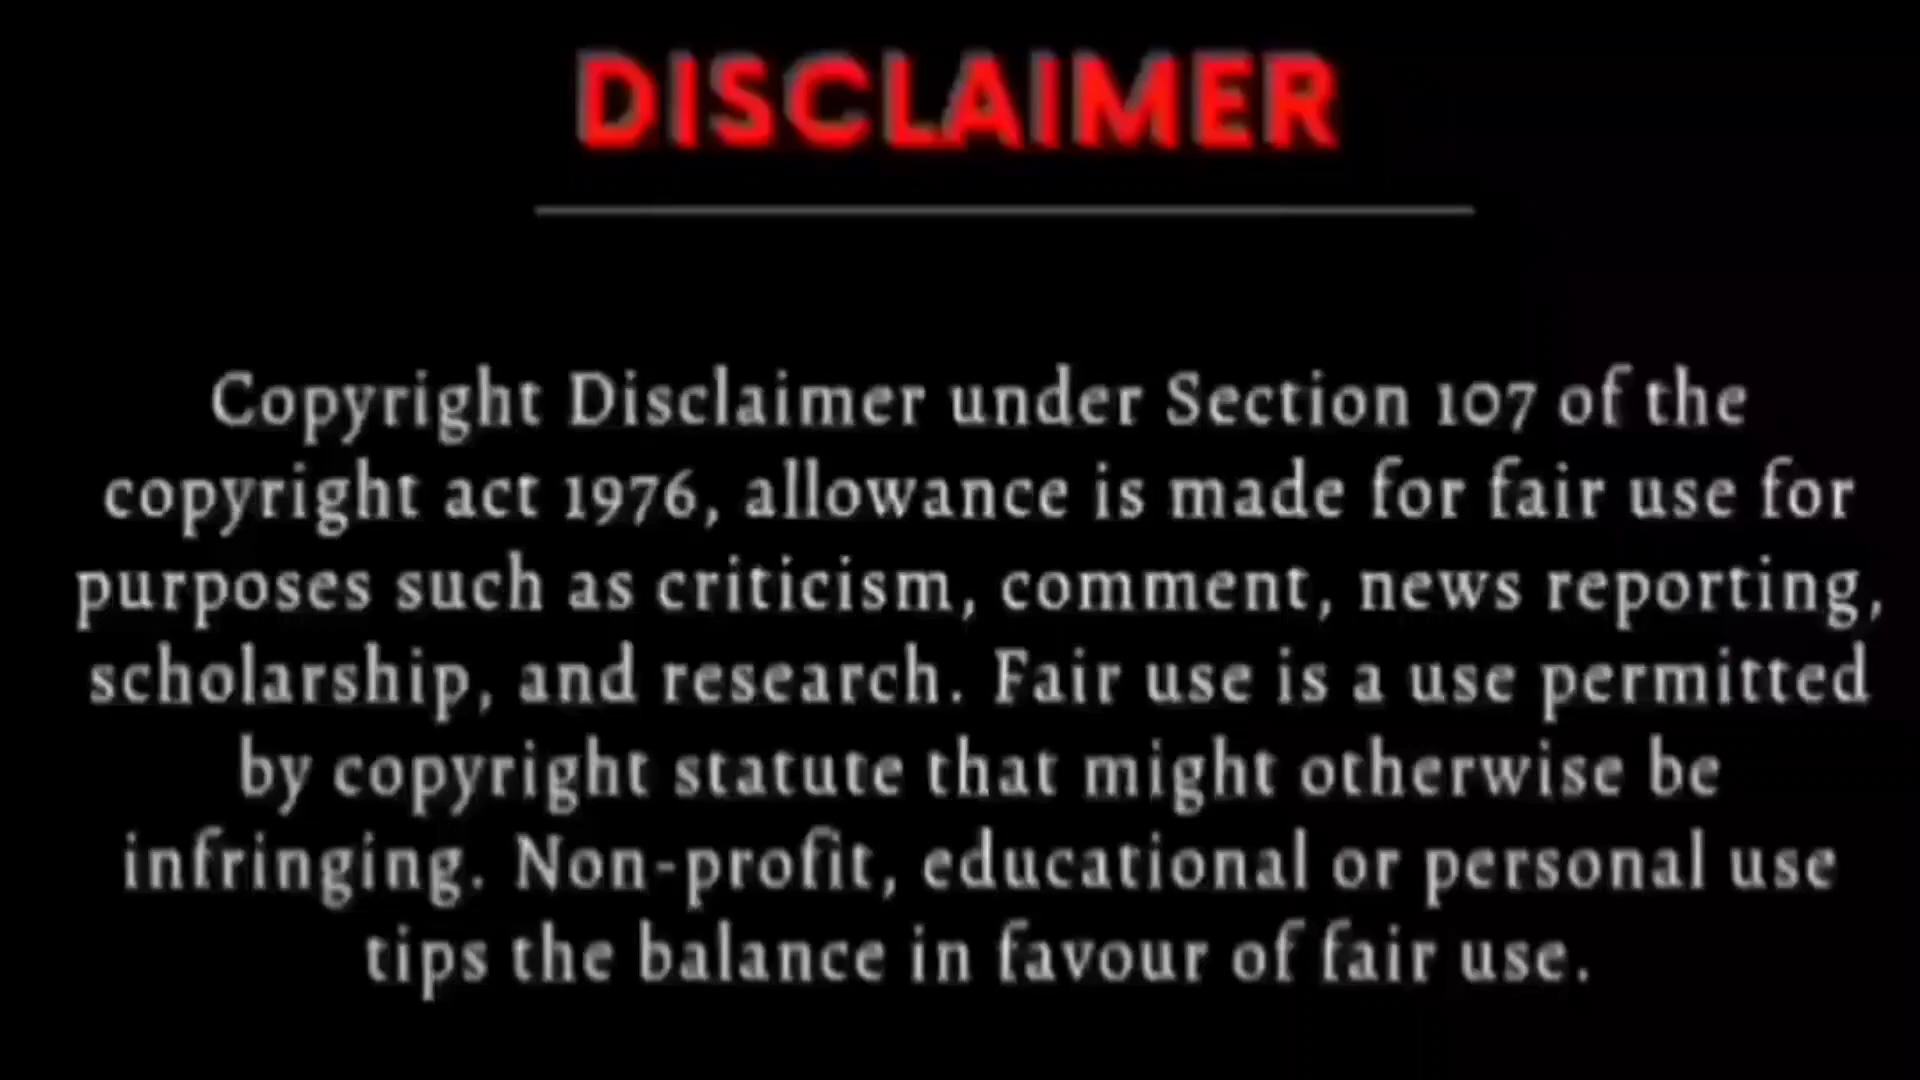 DISCLAIMER
Copyright Disclaimer under Section 107 of the
copyright act 1976, allowance is made for fair use for
purposes such as criticism, comment, news reporting,
scholarship, and research. Fair use is a use permitted
by copyright statute that might otherwise be
infringing. Non-profit, educational or personal use
tips the balance in favour of fair use.